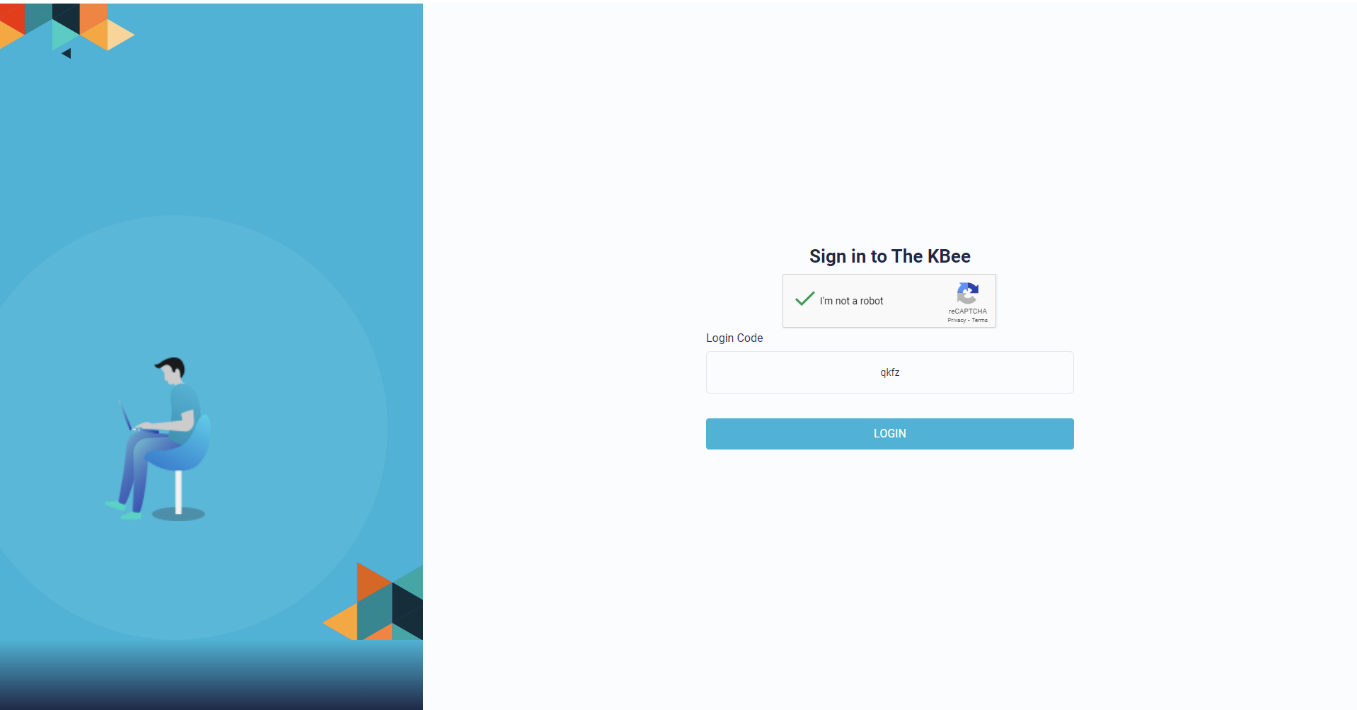 Sign in to The KBee
I'm not a robot
reCAPTCHA
Privacy - Terms
Login Code
qkfz
LOGIN